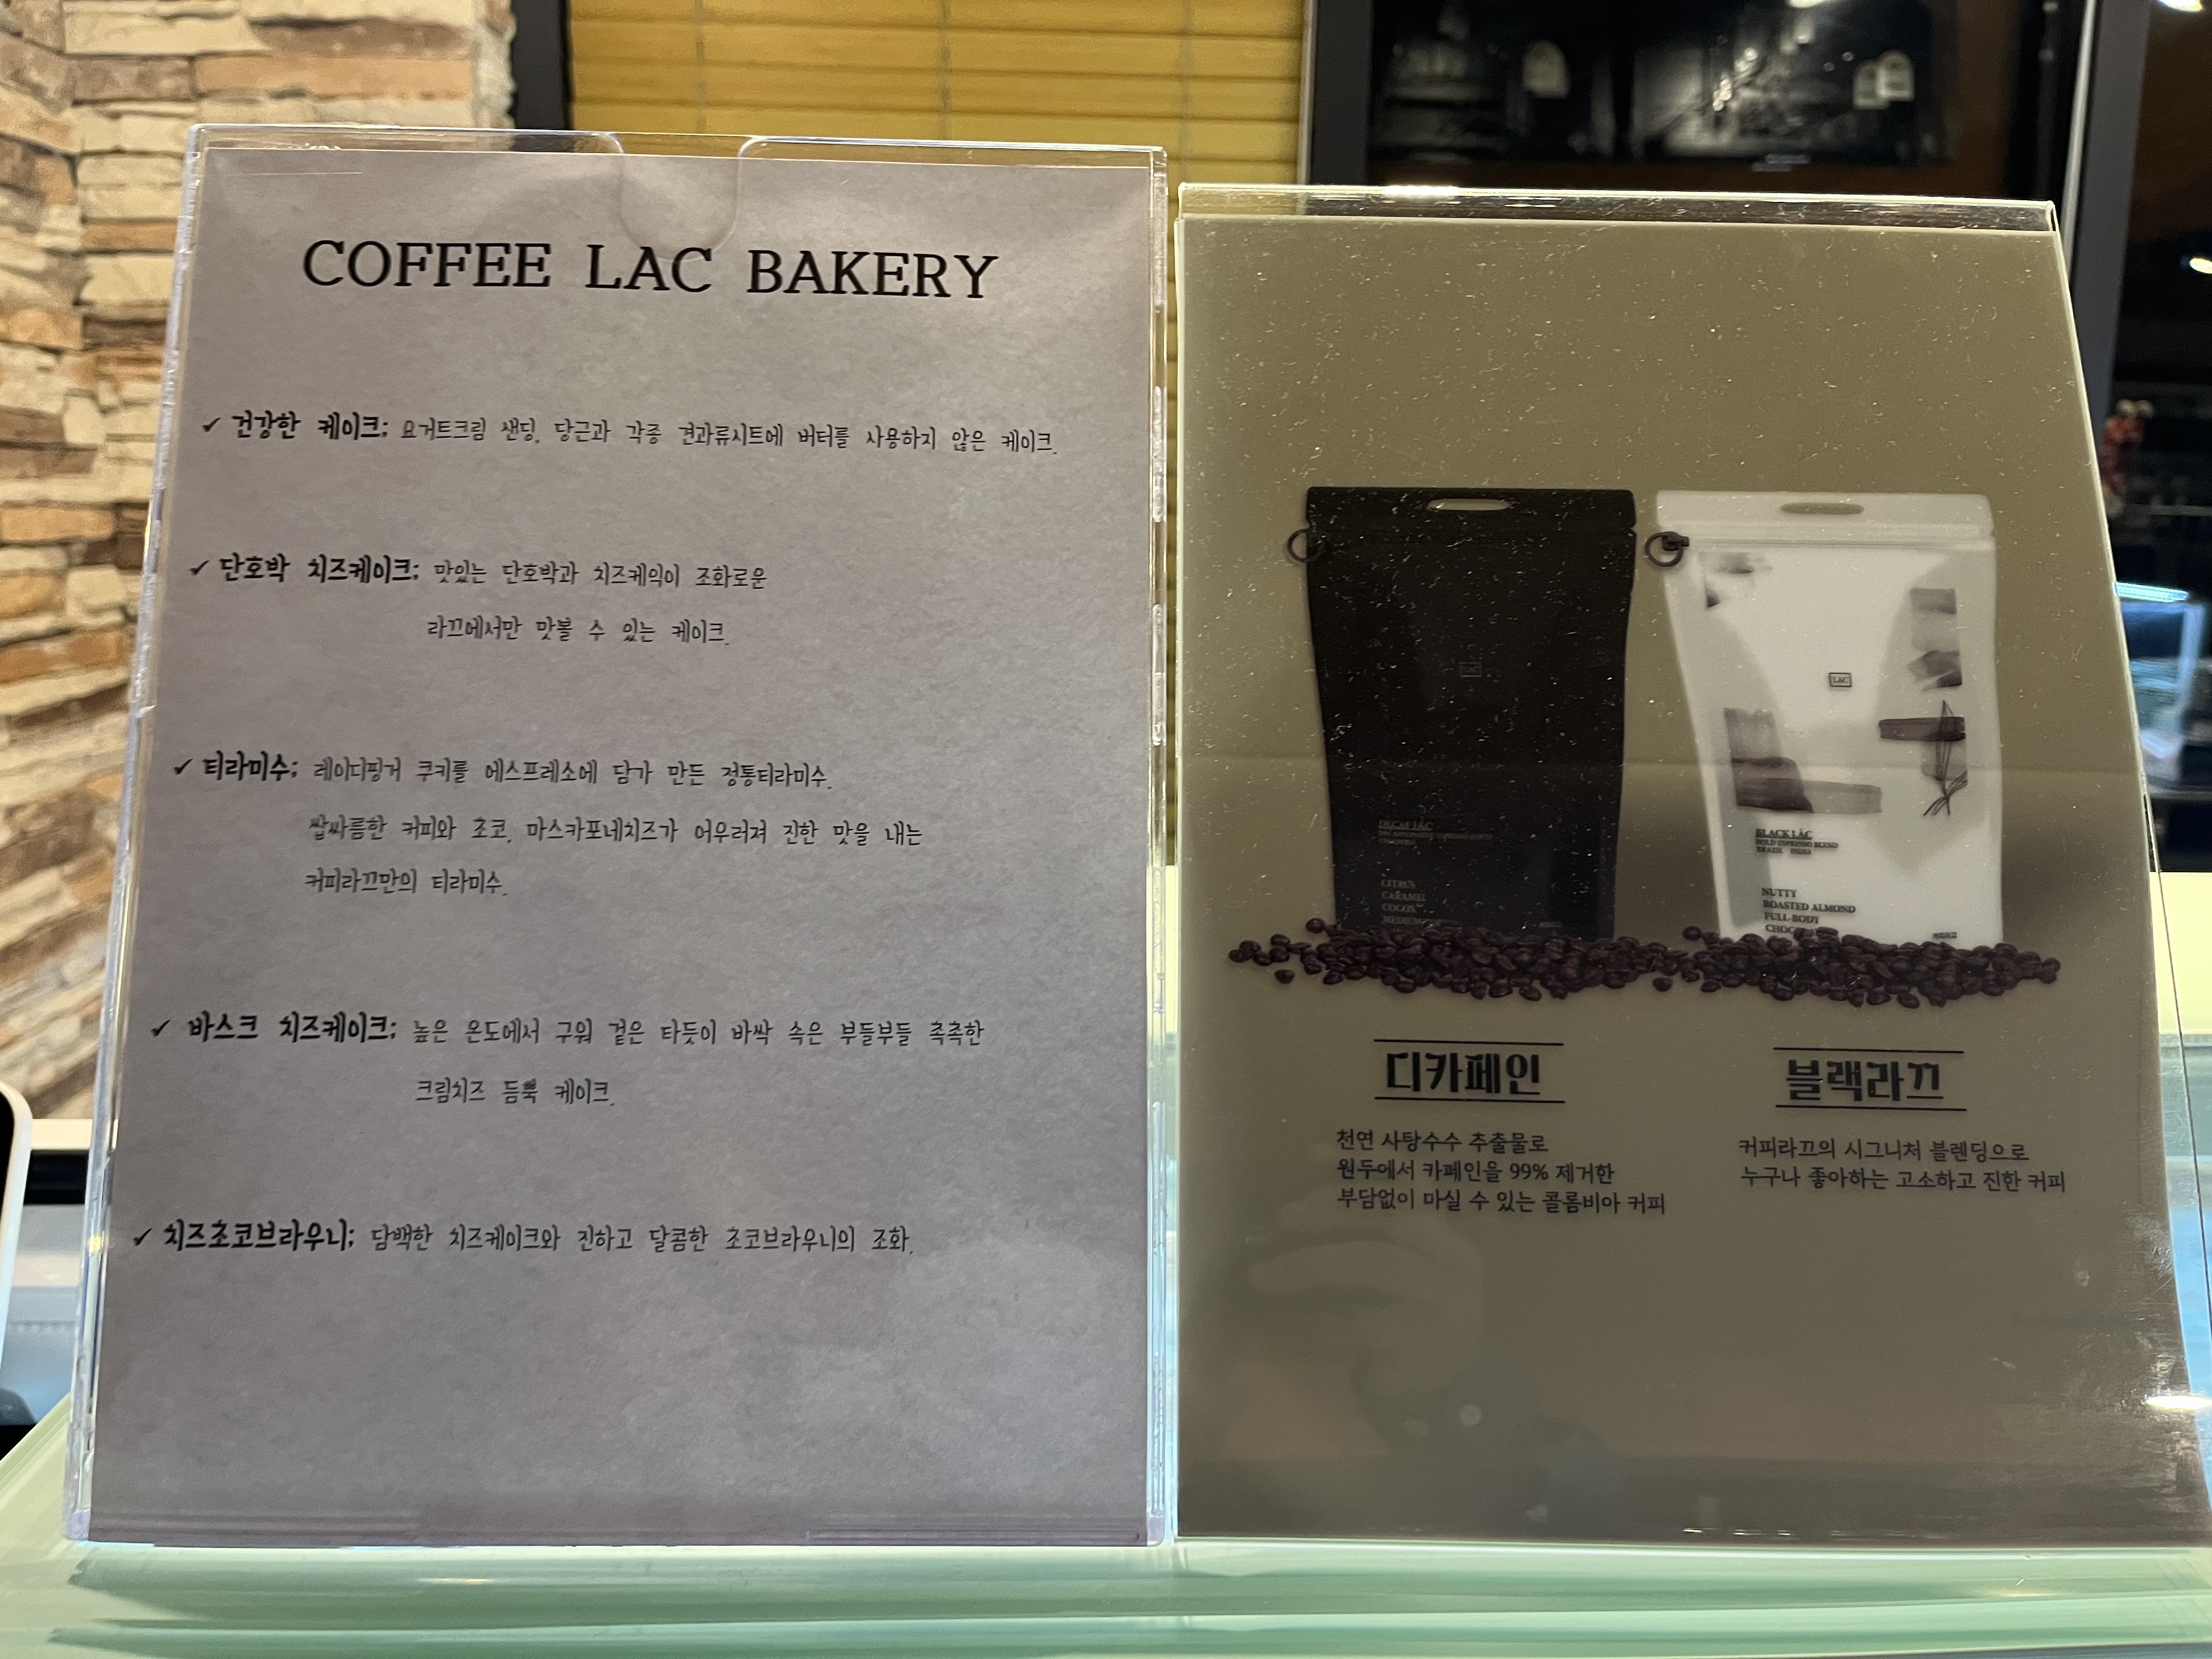 COFFEE LAC BAKERY
✓ 건강한 케이크; 요거트크림 샌딩, 당근과 각종 견과류시트에 버터를 사용하지 않은 케이크.
✓ 단호박 치즈케이크; 맛있는 단호박과 치즈케익이 조화로운
라끄에서만 맛볼 수 있는 케이크.
✓ 티라미수; 레이디핑거 쿠키를 에스프레소에 담가 만든 정통티라미수.
쌉싸름한 커피와 초코, 마스카포네치즈가 어우러져 진한 맛을 내는
커피라끄만의 티라미수.
✓ 바스크 치즈케이크; 높은 온도에서 구워 겉은 타듯이 바싹 속은 부들부들 촉촉한
크림치즈 듬뿍 케이크.
✓ 치즈초코브라우니; 담백한 치즈케이크와 진하고 달콤한 초코브라우니의 조화.
LAC
DECAF LAC
CITRUS
CARAMEL
COCOA
MEDIUM
LAC
BLACK LAC
BOLD ESPRESSO BLEND
BRAZIL INDIA
NUTTY
ROASTED ALMOND
FULL-BODY
디카페인
천연 사탕수수 추출물로
원두에서 카페인을 99% 제거한
부담없이 마실 수 있는 콜롬비아 커피
블랙라끄
커피라끄의 시그니처 블렌딩으로
누구나 좋아하는 고소하고 진한 커피